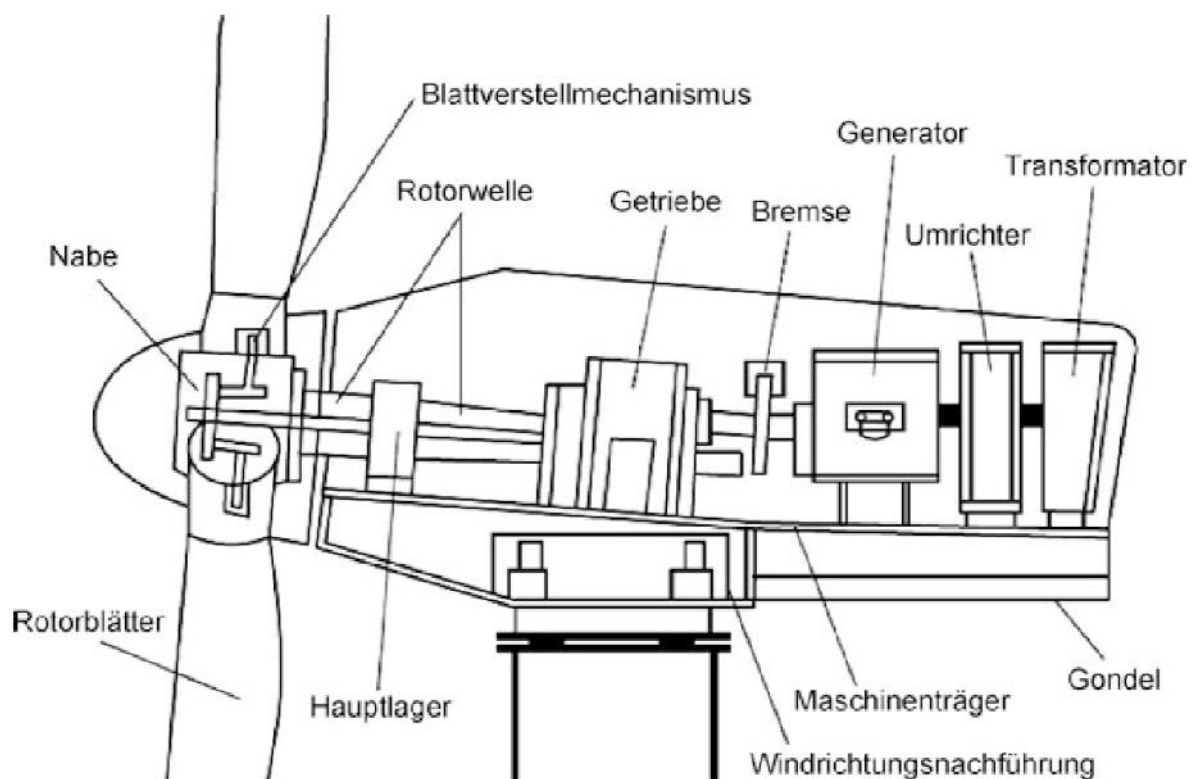 Blattverstellmechanismus
Generator
Transformator
Rotorwelle
Getriebe
Bremse
Umrichter
Nabe
Rotorblätter
Hauptlager
Maschinenträger
Gondel
Windrichtungsnachführung